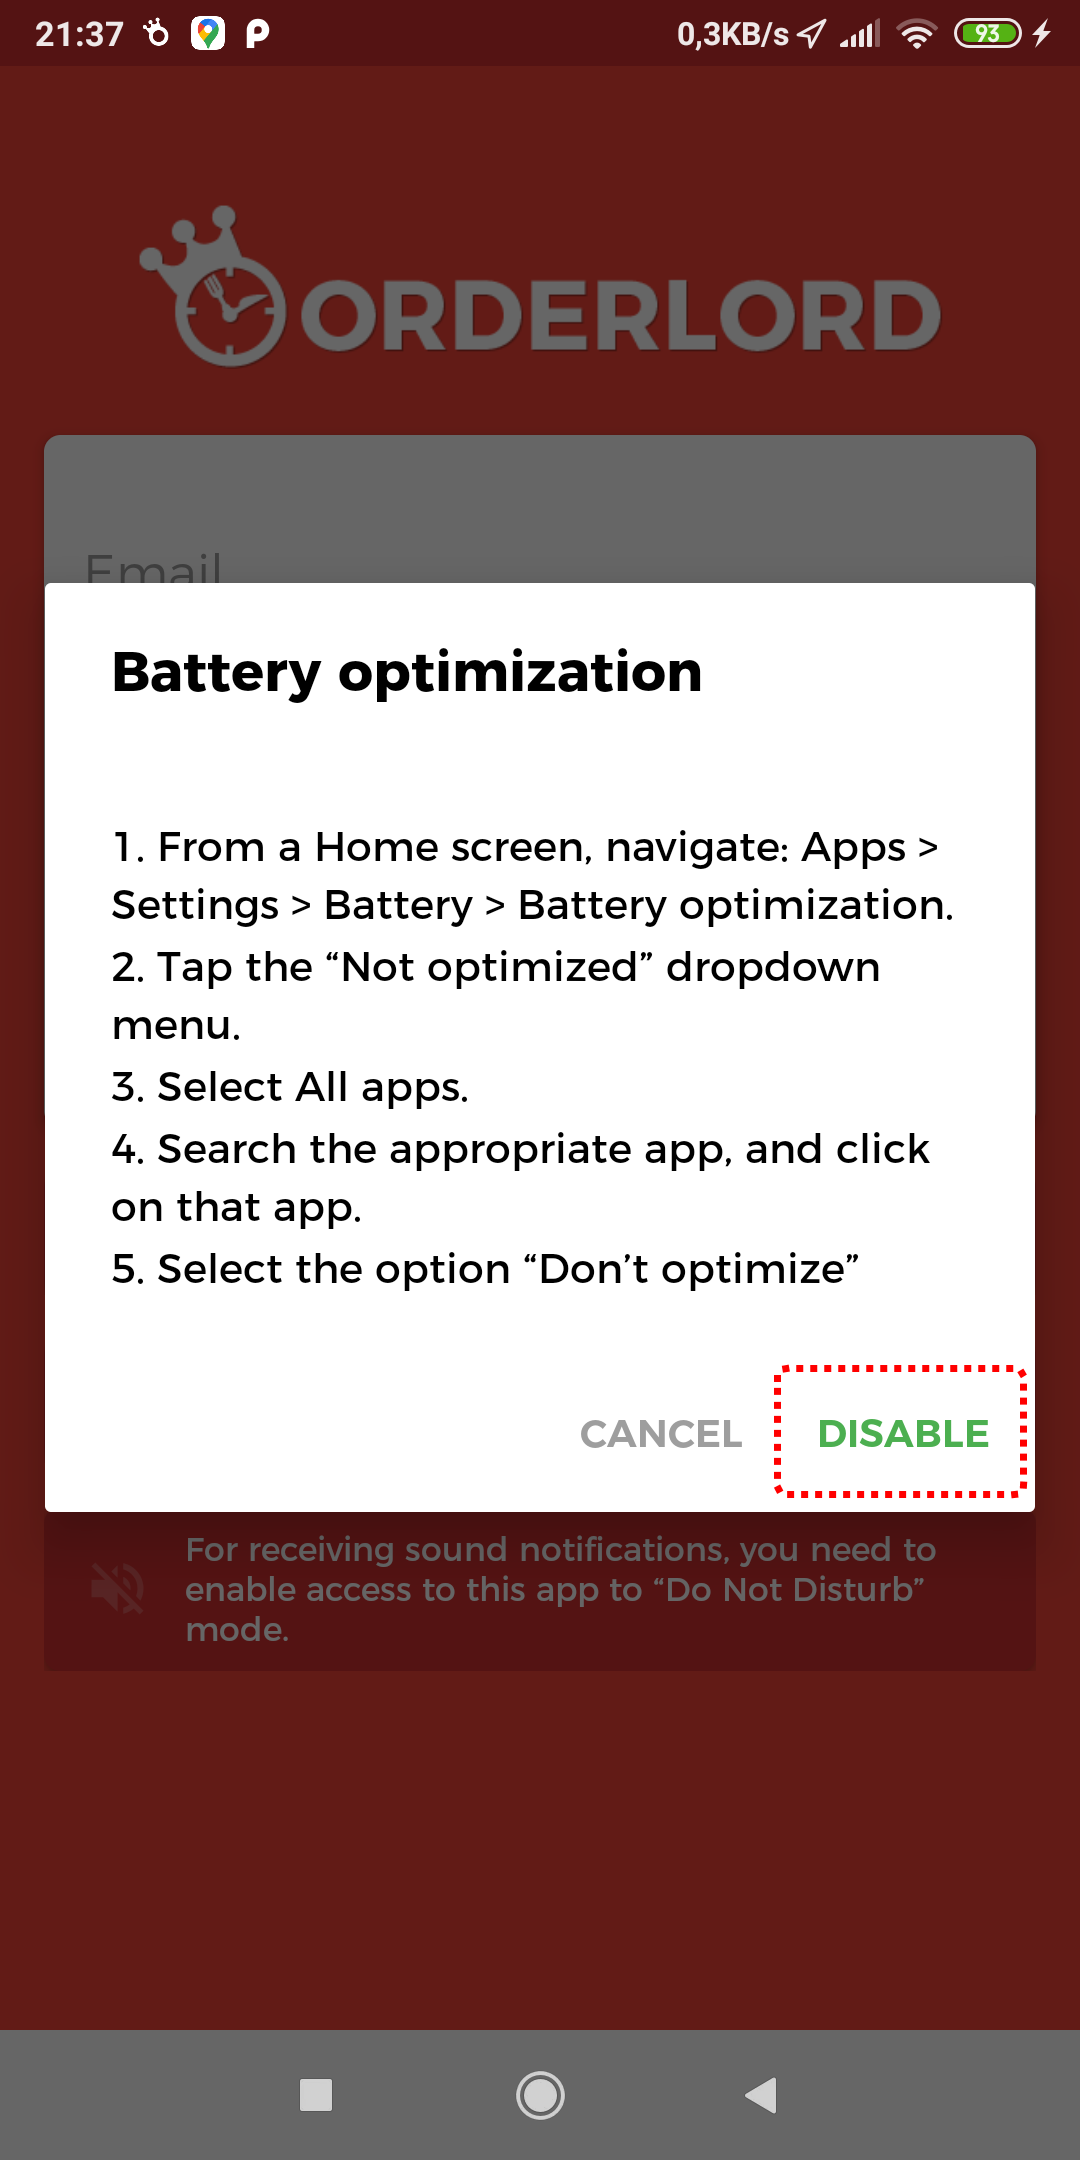 21:37 0,3KB/s 93
ORDERLORD
Email
Battery optimization
1. From a Home screen, navigate: Apps >
Settings > Battery > Battery optimization.
2. Tap the “Not optimized” dropdown
menu.
3. Select All apps.
4. Search the appropriate app, and click
on that app.
5. Select the option “Don’t optimize”
CANCEL DISABLE
For receiving sound notifications, you need to
enable access to this app to “Do Not Disturb”
mode.